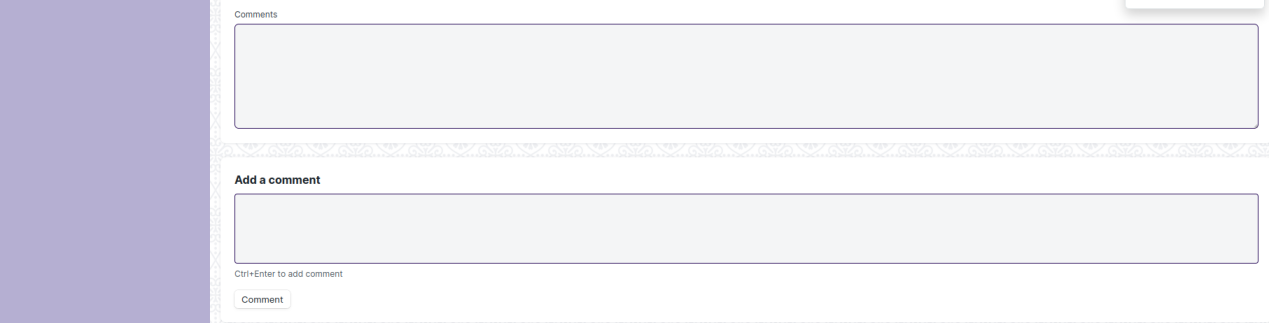 Comments
Add a comment
Ctrl+Enter to add comment
Comment